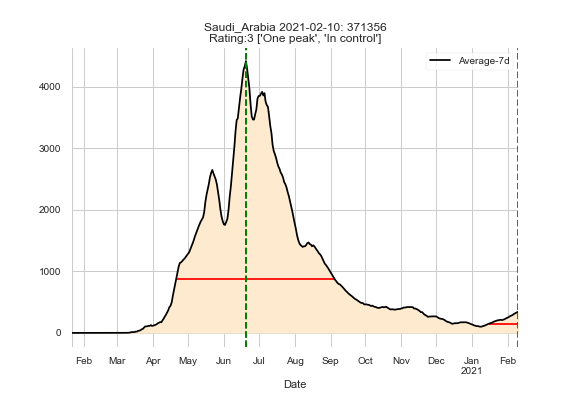 Saudi_Arabia 2021-02-10: 371356
Rating:3 ['One peak', 'In control']
Average-7d
4000
3000
2000
1000
0
Feb Mar Apr May Jun Jul Aug Sep Oct Nov Dec Jan Feb
2021
Date